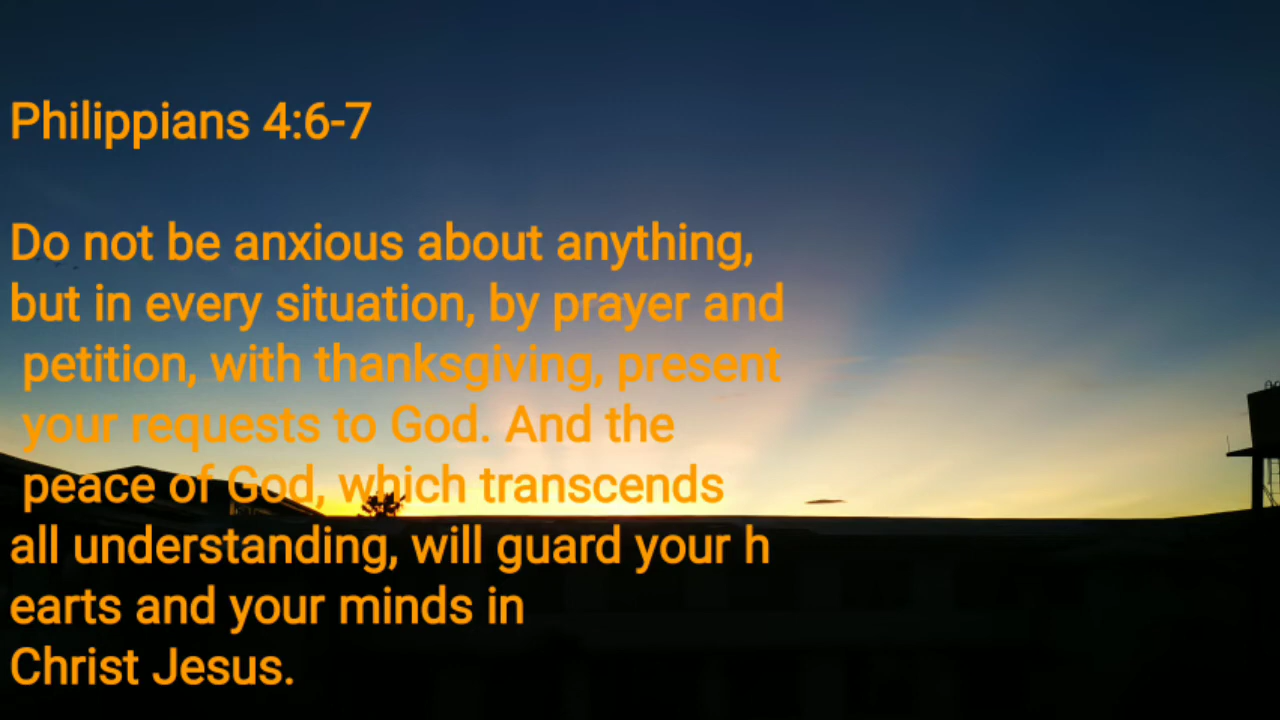 Philippians 4:6-7
Do not be anxious about anything,
but in every situation, by prayer and
petition, with thanksgiving, present
your requests to God. And the
peace of God, which transcends
all understanding, will guard your h
earts and your minds in
Christ Jesus.